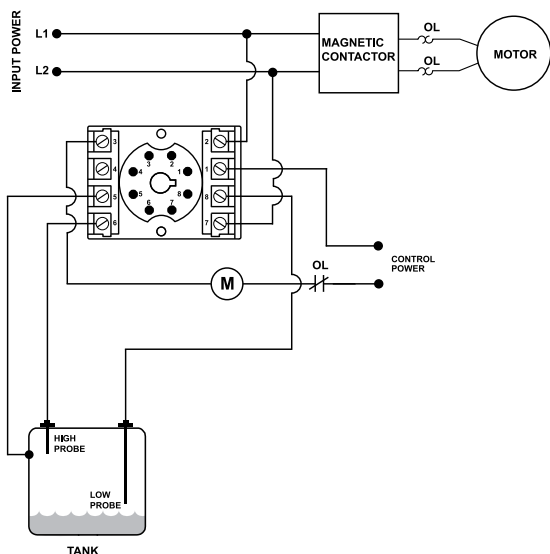 INPUT POWER
L1
L2
MAGNETIC
CONTACTOR
OL
OL
MOTOR
3
4
5
6
2
1
8
7
3
2
4
1
5
8
6
7
M
OL
CONTROL
POWER
HIGH
PROBE
LOW
PROBE
TANK